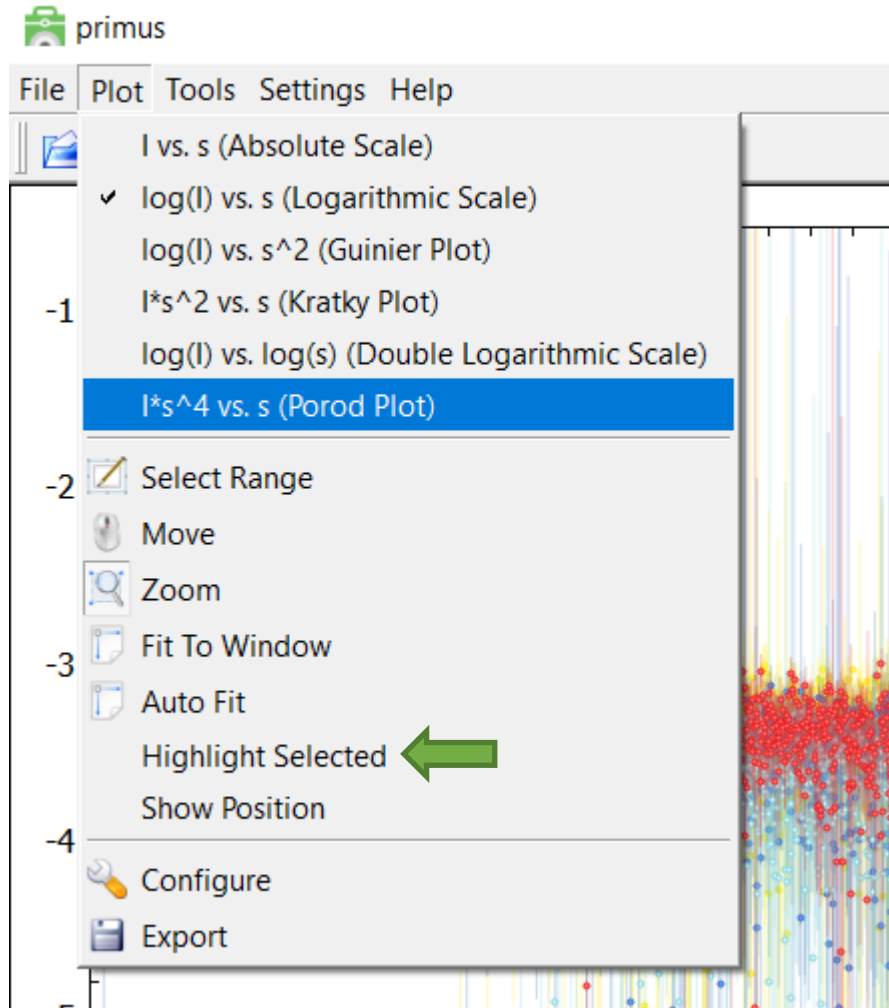 primus
File Plot Tools Settings Help
I vs. s (Absolute Scale)
log(I) vs. s (Logarithmic Scale)
log(I) vs. s^2 (Guinier Plot)
I*s^2 vs. s (Kratky Plot)
log(I) vs. log(s) (Double Logarithmic Scale)
I*s^4 vs. s (Porod Plot)
Select Range
Move
Zoom
Fit To Window
Auto Fit
Highlight Selected
Show Position
Configure
Export
-1
-2
-3
-4